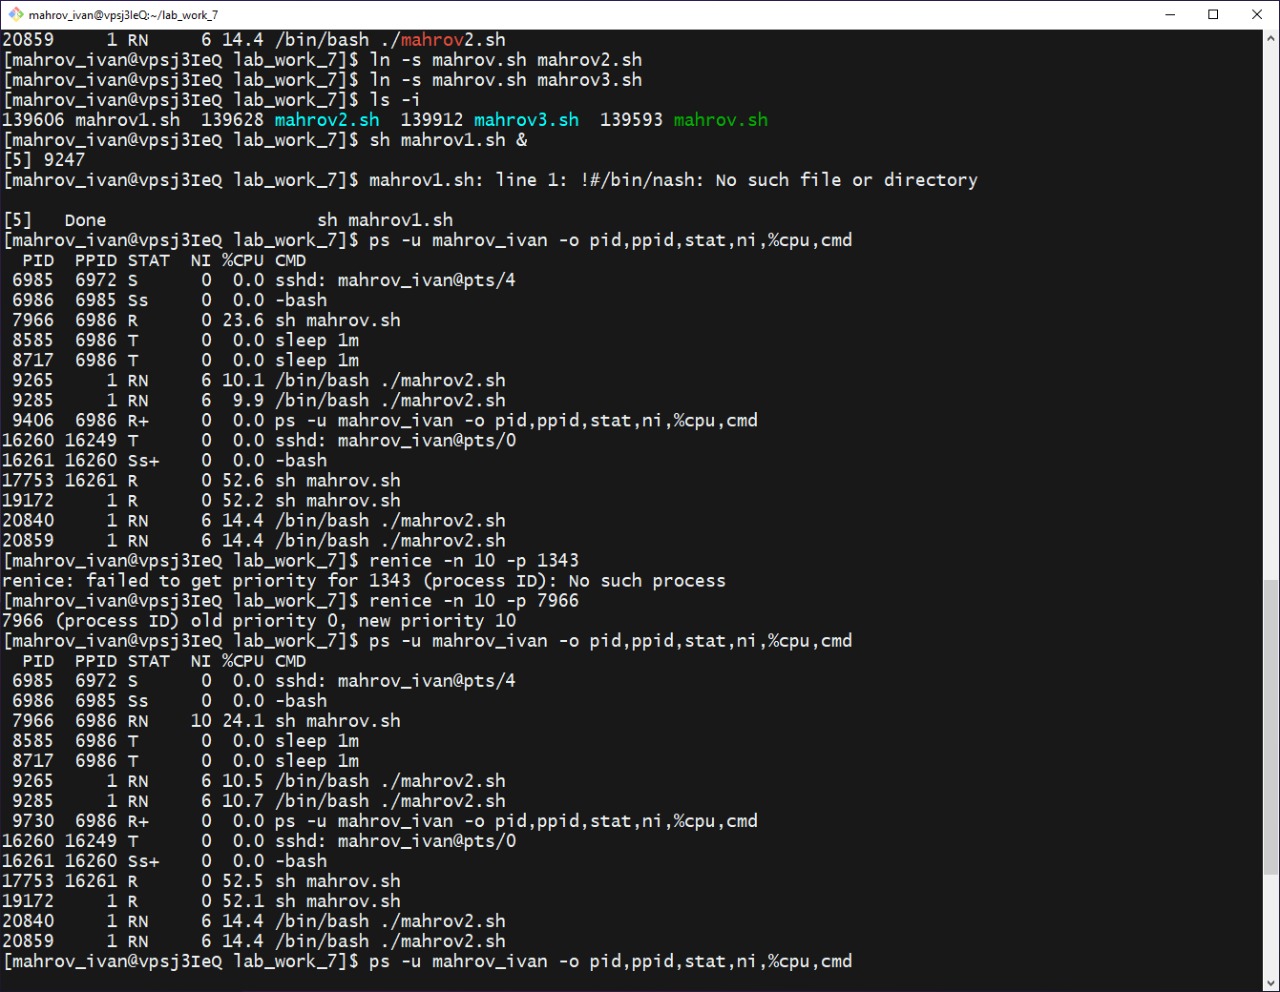 mahrov_ivan@vpsj3IeQ:~/lab_work_7
20859     1 RN     6 14.4 /bin/bash ./mahrov2.sh
[mahrov_ivan@vpsj3IeQ lab_work_7]$ ln -s mahrov.sh mahrov2.sh
[mahrov_ivan@vpsj3IeQ lab_work_7]$ ln -s mahrov.sh mahrov3.sh
[mahrov_ivan@vpsj3IeQ lab_work_7]$ ls -i
139606 mahrov1.sh  139628 mahrov2.sh  139912 mahrov3.sh  139593 mahrov.sh
[mahrov_ivan@vpsj3IeQ lab_work_7]$ sh mahrov1.sh &
[5] 9247
[mahrov_ivan@vpsj3IeQ lab_work_7]$ mahrov1.sh: line 1: !#/bin/nash: No such file or directory
[5]   Done                    sh mahrov1.sh
[mahrov_ivan@vpsj3IeQ lab_work_7]$ ps -u mahrov_ivan -o pid,ppid,stat,ni,%cpu,cmd
  PID  PPID STAT  NI %CPU CMD
 6985  6972 S      0  0.0 sshd: mahrov_ivan@pts/4
 6986  6985 Ss     0  0.0 -bash
 7966  6986 R      0 23.6 sh mahrov.sh
 8585  6986 T      0  0.0 sleep 1m
 8717  6986 T      0  0.0 sleep 1m
 9265     1 RN     6 10.1 /bin/bash ./mahrov2.sh
 9285     1 RN     6  9.9 /bin/bash ./mahrov2.sh
 9406  6986 R+     0  0.0 ps -u mahrov_ivan -o pid,ppid,stat,ni,%cpu,cmd
16260 16249 T      0  0.0 sshd: mahrov_ivan@pts/0
16261 16260 Ss+    0  0.0 -bash
17753 16261 R      0 52.6 sh mahrov.sh
19172     1 R      0 52.2 sh mahrov.sh
20840     1 RN     6 14.4 /bin/bash ./mahrov2.sh
20859     1 RN     6 14.4 /bin/bash ./mahrov2.sh
[mahrov_ivan@vpsj3IeQ lab_work_7]$ renice -n 10 -p 1343
renice: failed to get priority for 1343 (process ID): No such process
[mahrov_ivan@vpsj3IeQ lab_work_7]$ renice -n 10 -p 7966
7966 (process ID) old priority 0, new priority 10
[mahrov_ivan@vpsj3IeQ lab_work_7]$ ps -u mahrov_ivan -o pid,ppid,stat,ni,%cpu,cmd
  PID  PPID STAT  NI %CPU CMD
 6985  6972 S      0  0.0 sshd: mahrov_ivan@pts/4
 6986  6985 Ss     0  0.0 -bash
 7966  6986 RN    10 24.1 sh mahrov.sh
 8585  6986 T      0  0.0 sleep 1m
 8717  6986 T      0  0.0 sleep 1m
 9265     1 RN     6 10.5 /bin/bash ./mahrov2.sh
 9285     1 RN     6 10.7 /bin/bash ./mahrov2.sh
 9730  6986 R+     0  0.0 ps -u mahrov_ivan -o pid,ppid,stat,ni,%cpu,cmd
16260 16249 T      0  0.0 sshd: mahrov_ivan@pts/0
16261 16260 Ss+    0  0.0 -bash
17753 16261 R      0 52.5 sh mahrov.sh
19172     1 R      0 52.1 sh mahrov.sh
20840     1 RN     6 14.4 /bin/bash ./mahrov2.sh
20859     1 RN     6 14.4 /bin/bash ./mahrov2.sh
[mahrov_ivan@vpsj3IeQ lab_work_7]$ ps -u mahrov_ivan -o pid,ppid,stat,ni,%cpu,cmd